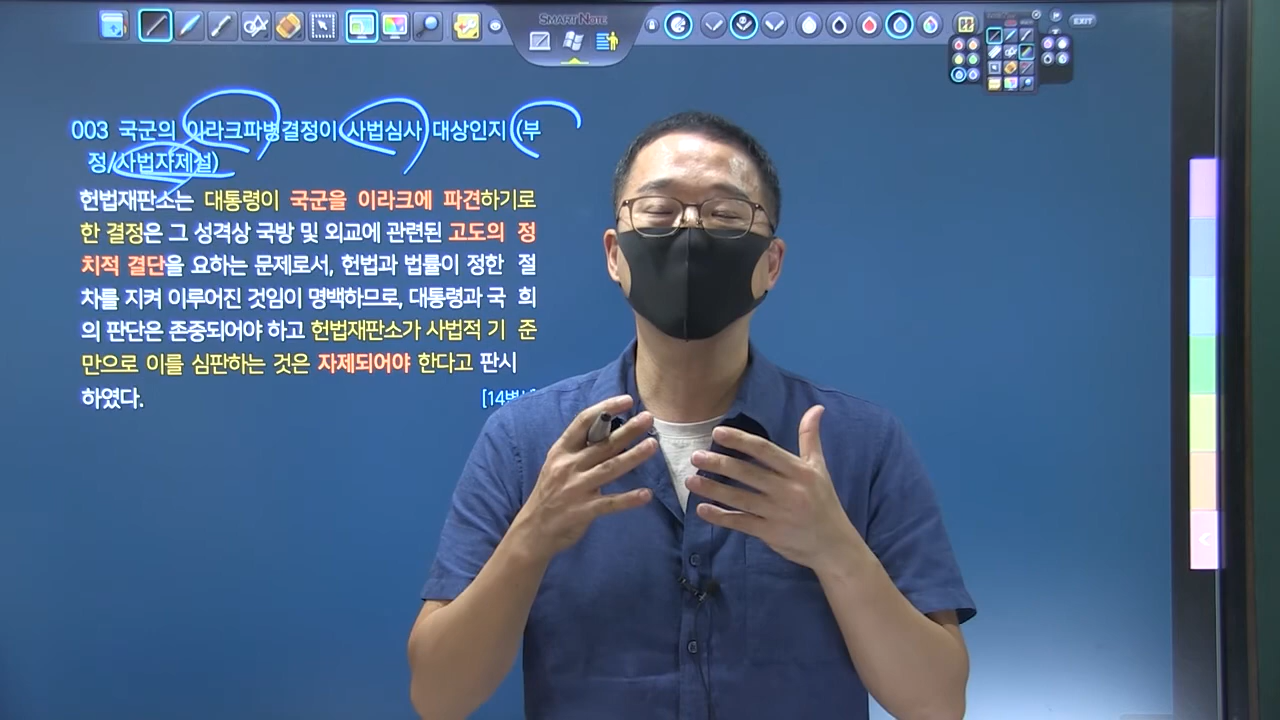 SMARTNOTE
EXIT
003 국군의 이라크파병결정이 사법심사 대상인지 (부
정/사법자제설)
헌법재판소는 대통령이 국군을 이라크에 파견하기로
한 결정은 그 성격상 국방 및 외교에 관련된 고도의 정
치적 결단을 요하는 문제로서, 헌법과 법률이 정한 절
차를 지켜 이루어진 것임이 명백하므로, 대통령과 국 희
의 판단은 존중되어야 하고 헌법재판소가 사법적 기 준
만으로 이를 심판하는 것은 자제되어야 한다고 판시
하였다. [14변